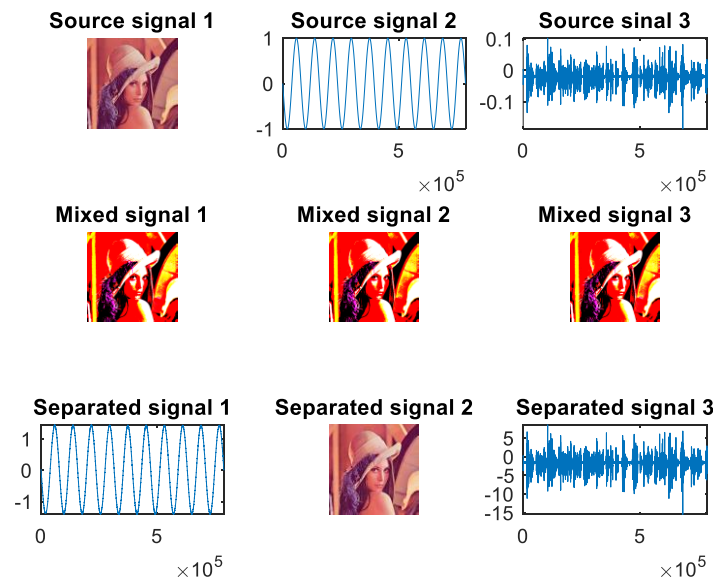 Source signal 1
Source signal 2
Source sinal 3
1
0
-1
0
5
×10^5
0.1
0
-0.1
0
5
×10^5
Mixed signal 1
Mixed signal 2
Mixed signal 3
Separated signal 1
Separated signal 2
Separated signal 3
1
0
-1
0
5
×10^5
5
0
-5
-10
-15
0
5
×10^5